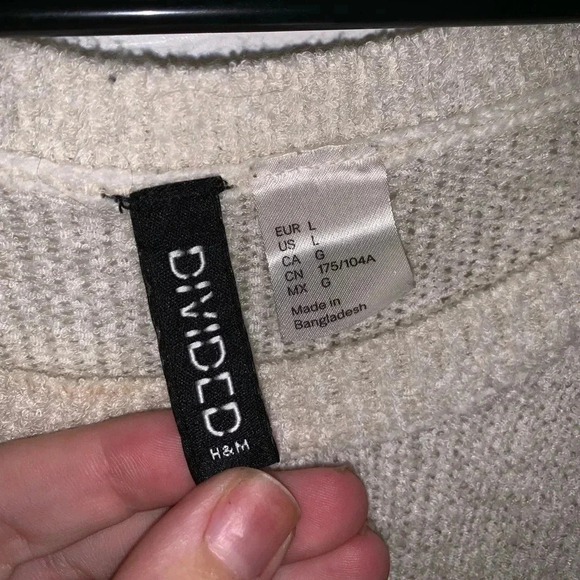 DIVIDED
H&M
EUR L
US L
CA G
CN 175/104A
MX G
Made in
Bangladesh